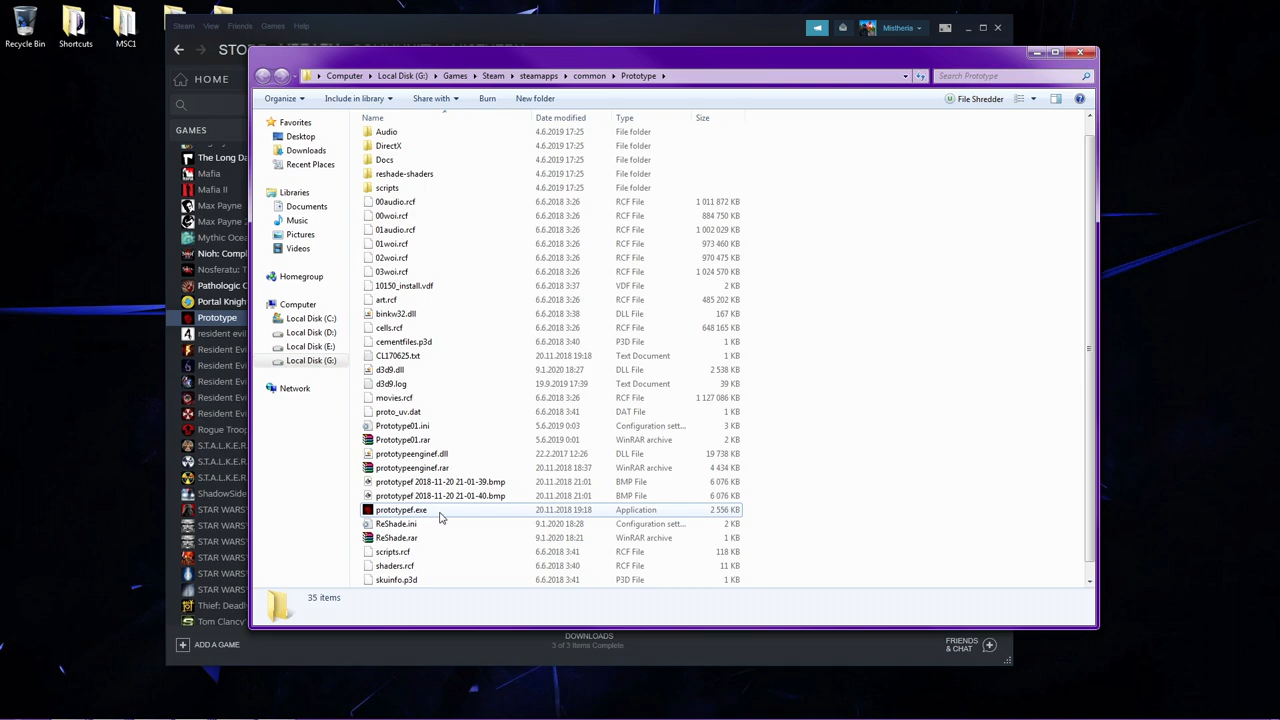 Steam View Friends Games Help
Mistheris
STO
Computer Local Disk (G:) Games Steam steamapps common Prototype
Search Prototype
Organize Include in library Share with Burn New folder
File Shredder
Recycle Bin
Shortcuts
MSC1
HOME
GAMES
The Long Da
Mafia
Mafia II
Max Payne
Max Payne 2
Mythic Oce
Nioh: Compl
Nosferatu: T
Pathologic C
Portal Knigh
Prototype
resident evil
Resident Evi
Resident Evi
Resident Evi
Resident Evi
Resident Evi
Rogue Troop
S.T.A.L.K.E.R
S.T.A.L.K.E.R
S.T.A.L.K.E.R
ShadowSide
STAR WARS
STAR WARS
STAR WARS
STAR WARS'
STAR WARS'
STAR WARS'
Thief: Deadl
Tom Clancy'
ADD A GAME
Favorites
Desktop
Downloads
Recent Places
Libraries
Documents
Music
Pictures
Videos
Homegroup
Computer
Local Disk (C:)
Local Disk (D:)
Local Disk (E:)
Local Disk (G:)
Network
Name Date modified Type Size
Audio 4.6.2019 17:25 File folder
DirectX 4.6.2019 17:25 File folder
Docs 4.6.2019 17:25 File folder
reshade-shaders 4.6.2019 17:25 File folder
scripts 4.6.2019 17:25 File folder
00audio.rcf 6.6.2018 3:26 RCF File 1 011 872 KB
00woi.rcf 6.6.2018 3:26 RCF File 884 750 KB
01audio.rcf 6.6.2018 3:26 RCF File 1 002 029 KB
01woi.rcf 6.6.2018 3:26 RCF File 973 460 KB
02woi.rcf 6.6.2018 3:26 RCF File 970 475 KB
03woi.rcf 6.6.2018 3:26 RCF File 1 024 570 KB
10150_install.vdf 6.6.2018 3:37 VDF File 2 KB
art.rcf 6.6.2018 3:26 RCF File 485 202 KB
binkw32.dll 6.6.2018 3:38 DLL File 167 KB
cells.rcf 6.6.2018 3:26 RCF File 648 165 KB
cementfiles.p3d 6.6.2018 3:41 P3D File 1 KB
CL170625.txt 20.11.2018 19:18 Text Document 1 KB
d3d9.dll 9.1.2020 18:27 DLL File 2 538 KB
d3d9.log 19.9.2019 17:39 Text Document 39 KB
movies.rcf 6.6.2018 3:26 RCF File 1 127 086 KB
proto_uv.dat 6.6.2018 3:41 DAT File 1 KB
Prototype01.ini 5.6.2019 0:03 Configuration sett... 3 KB
Prototype01.rar 5.6.2019 0:01 WinRAR archive 2 KB
prototypeenginef.dll 22.2.2017 12:26 DLL File 19 738 KB
prototypeenginef.rar 20.11.2018 18:37 WinRAR archive 4 434 KB
prototypef 2018-11-20 21-01-39.bmp 20.11.2018 21:01 BMP File 6 076 KB
prototypef 2018-11-20 21-01-40.bmp 20.11.2018 21:01 BMP File 6 076 KB
prototypef.exe 20.11.2018 19:18 Application 2 556 KB
ReShade.ini 9.1.2020 18:28 Configuration sett... 2 KB
ReShade.rar 9.1.2020 18:21 WinRAR archive 1 KB
scripts.rcf 6.6.2018 3:41 RCF File 118 KB
shaders.rcf 6.6.2018 3:40 RCF File 11 KB
skuinfo.p3d 6.6.2018 3:41 P3D File 1 KB
35 items
DOWNLOADS
3 of 3 Items Complete
FRIENDS
& CHAT